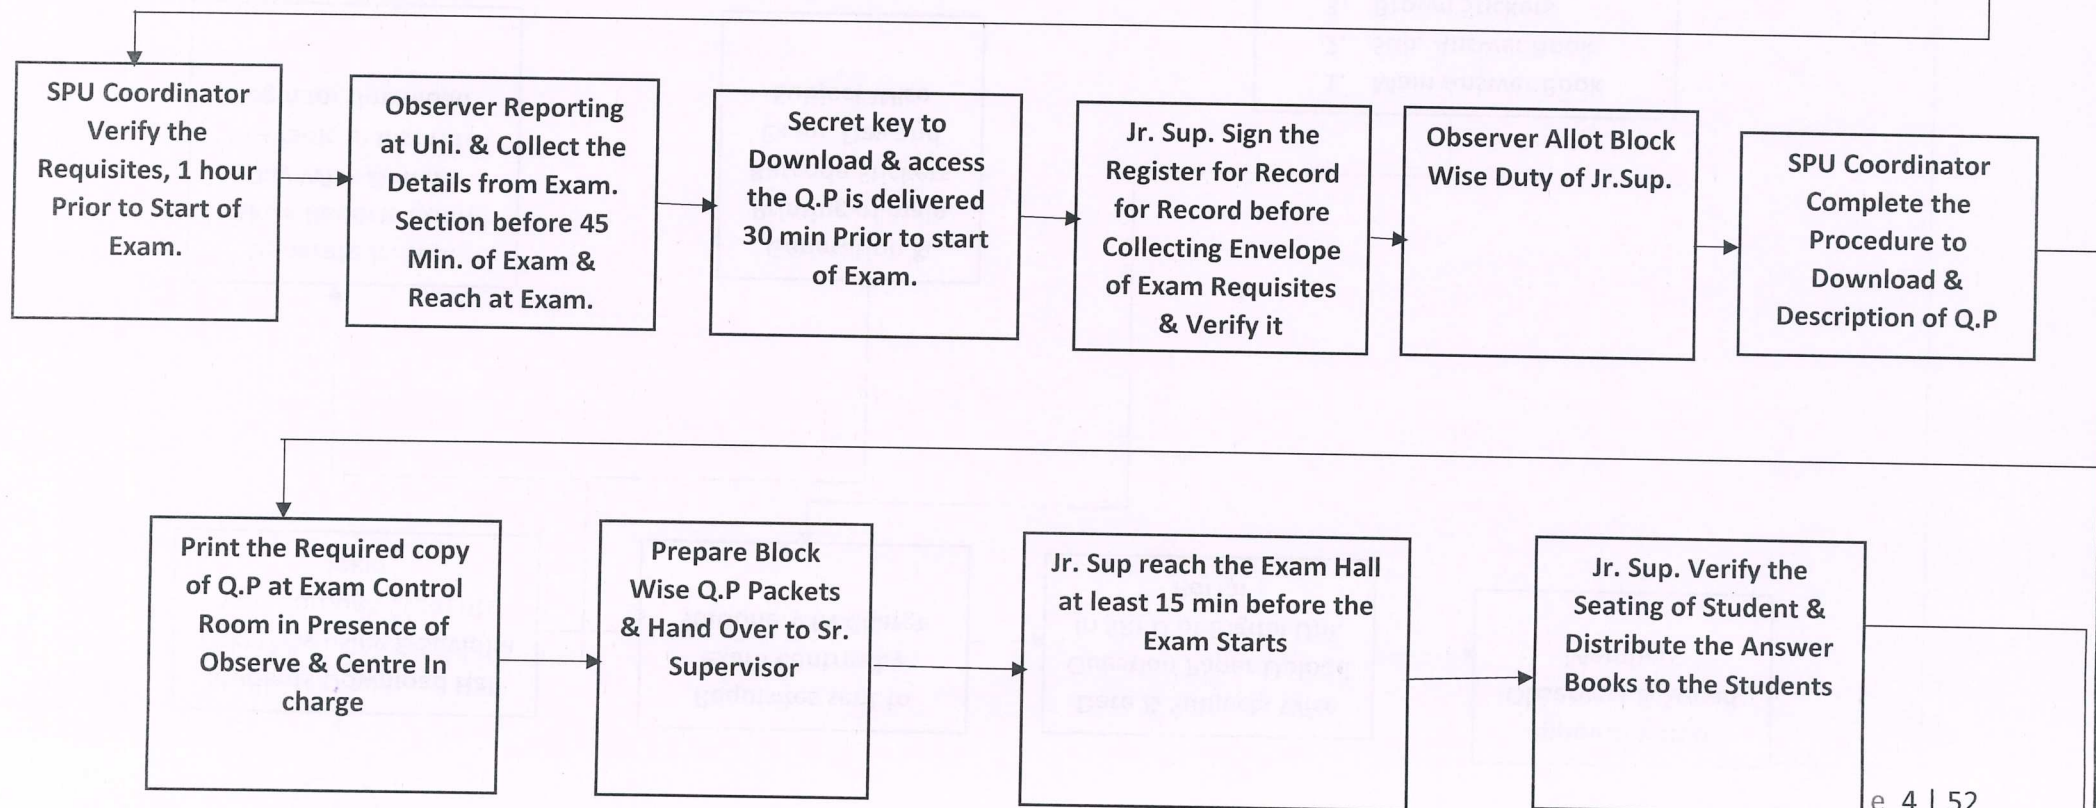 SPU Coordinator
Verify the
Requisites, 1 hour
Prior to Start of
Exam.
Observer Reporting
at Uni. & Collect the
Details from Exam.
Section before 45
Min. of Exam &
Reach at Exam.
Secret key to
Download & access
the Q.P is delivered
30 min Prior to start
of Exam.
Jr. Sup. Sign the
Register for Record
for Record before
Collecting Envelope
of Exam Requisites
& Verify it
Observer Allot Block
Wise Duty of Jr.Sup.
SPU Coordinator
Complete the
Procedure to
Download &
Description of Q.P
Print the Required copy
of Q.P at Exam Control
Room in Presence of
Observe & Centre In
charge
Prepare Block
Wise Q.P Packets
& Hand Over to Sr.
Supervisor
Jr. Sup reach the Exam Hall
at least 15 min before the
Exam Starts
Jr. Sup. Verify the
Seating of Student &
Distribute the Answer
Books to the Students
e 4 | 52